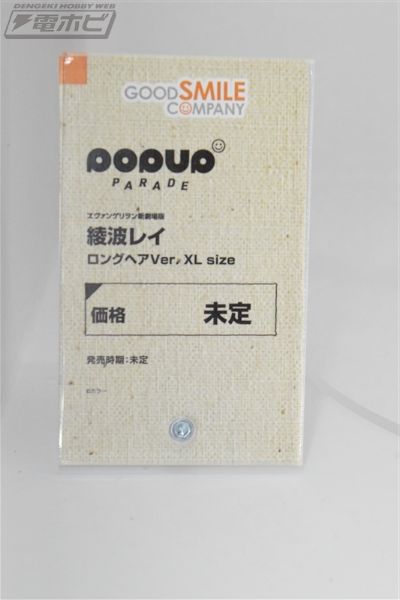 DENGEKI HOBBY WEB
電ホビ
GOOD SMILE
COMPANY
POPUP
PARADE
ヱヴァンゲリヲン新劇場版
綾波レイ
ロングヘアVer. XL size
価格 未定
発売時期:未定